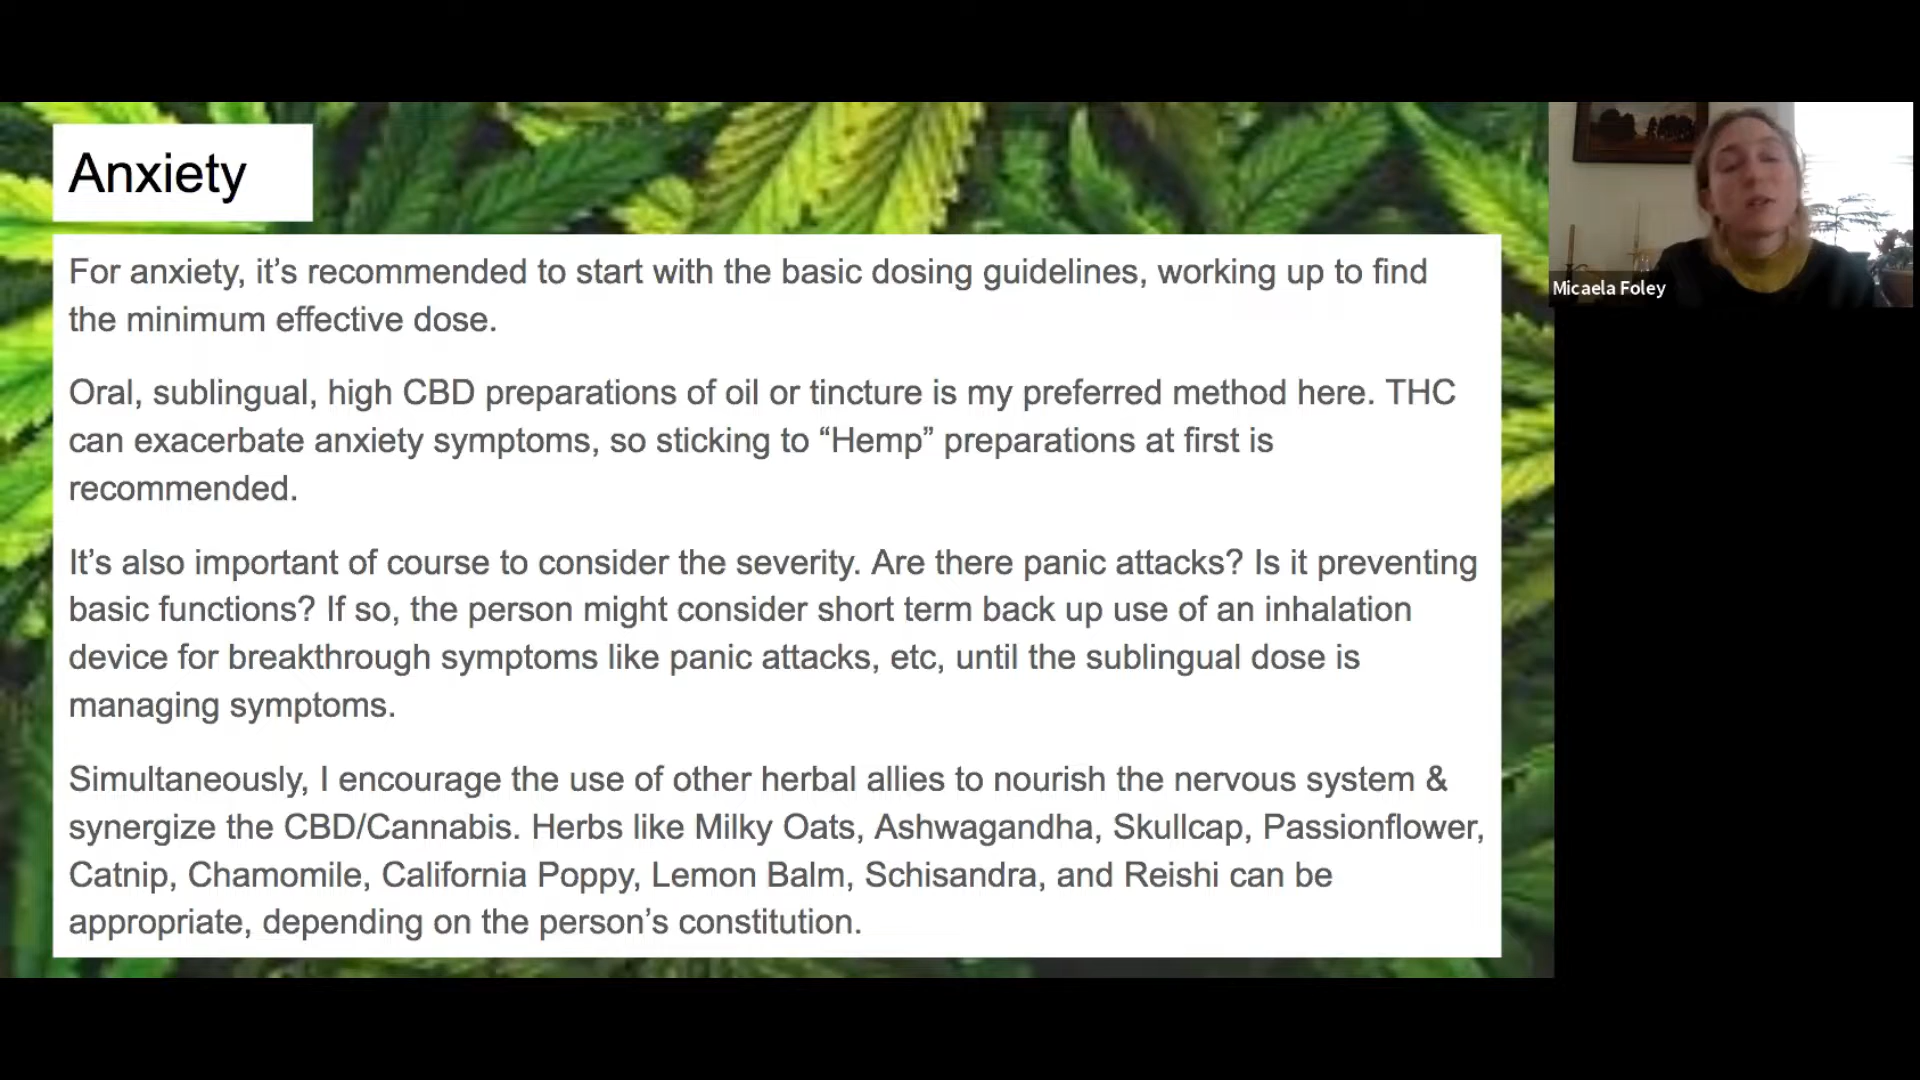 Anxiety
For anxiety, it’s recommended to start with the basic dosing guidelines, working up to find
the minimum effective dose.
Oral, sublingual, high CBD preparations of oil or tincture is my preferred method here. THC
can exacerbate anxiety symptoms, so sticking to “Hemp” preparations at first is
recommended.
It’s also important of course to consider the severity. Are there panic attacks? Is it preventing
basic functions? If so, the person might consider short term back up use of an inhalation
device for breakthrough symptoms like panic attacks, etc, until the sublingual dose is
managing symptoms.
Simultaneously, I encourage the use of other herbal allies to nourish the nervous system &
synergize the CBD/Cannabis. Herbs like Milky Oats, Ashwagandha, Skullcap, Passionflower,
Catnip, Chamomile, California Poppy, Lemon Balm, Schisandra, and Reishi can be
appropriate, depending on the person’s constitution.
Micaela Foley